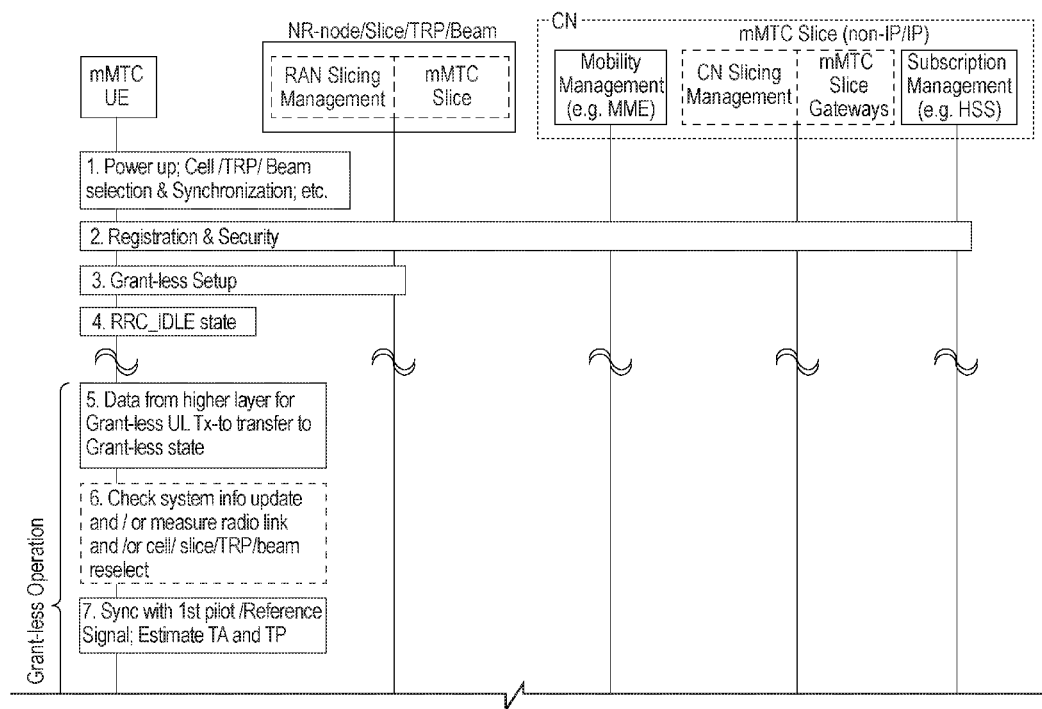 CN
NR-node/Slice/TRP/Beam
mMTC Slice (non-IP/IP)
mMTC
UE
RAN Slicing
Management
mMTC
Slice
Mobility
Management
(e.g. MME)
CN Slicing
Management
mMTC
Slice
Gateways
Subscription
Management
(e.g. HSS)
1. Power up; Cell /TRP/ Beam
selection & Synchronization; etc.
2. Registration & Security
3. Grant-less Setup
4. RRC_IDLE state
Grant-less Operation
5. Data from higher layer for
Grant-less UL Tx-to transfer to
Grant-less state
6. Check system info update
and / or measure radio link
and /or cell/ slice/TRP/beam
reselect
7. Sync with 1st pilot /Reference
Signal; Estimate TA and TP